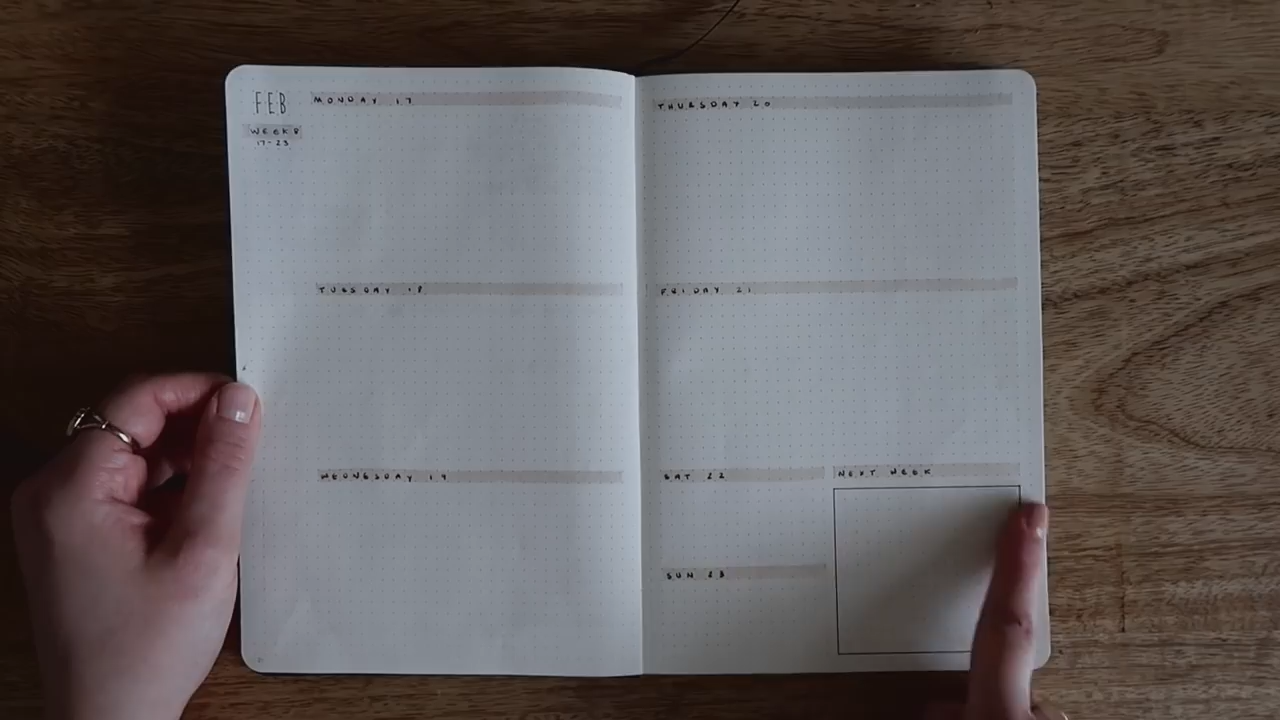 FEB
WEEK 8
17-23
MONDAY 17
TUESDAY 18
WEDNESDAY 19
THURSDAY 20
FRIDAY 21
SAT 22
SUN 23
NEXT WEEK